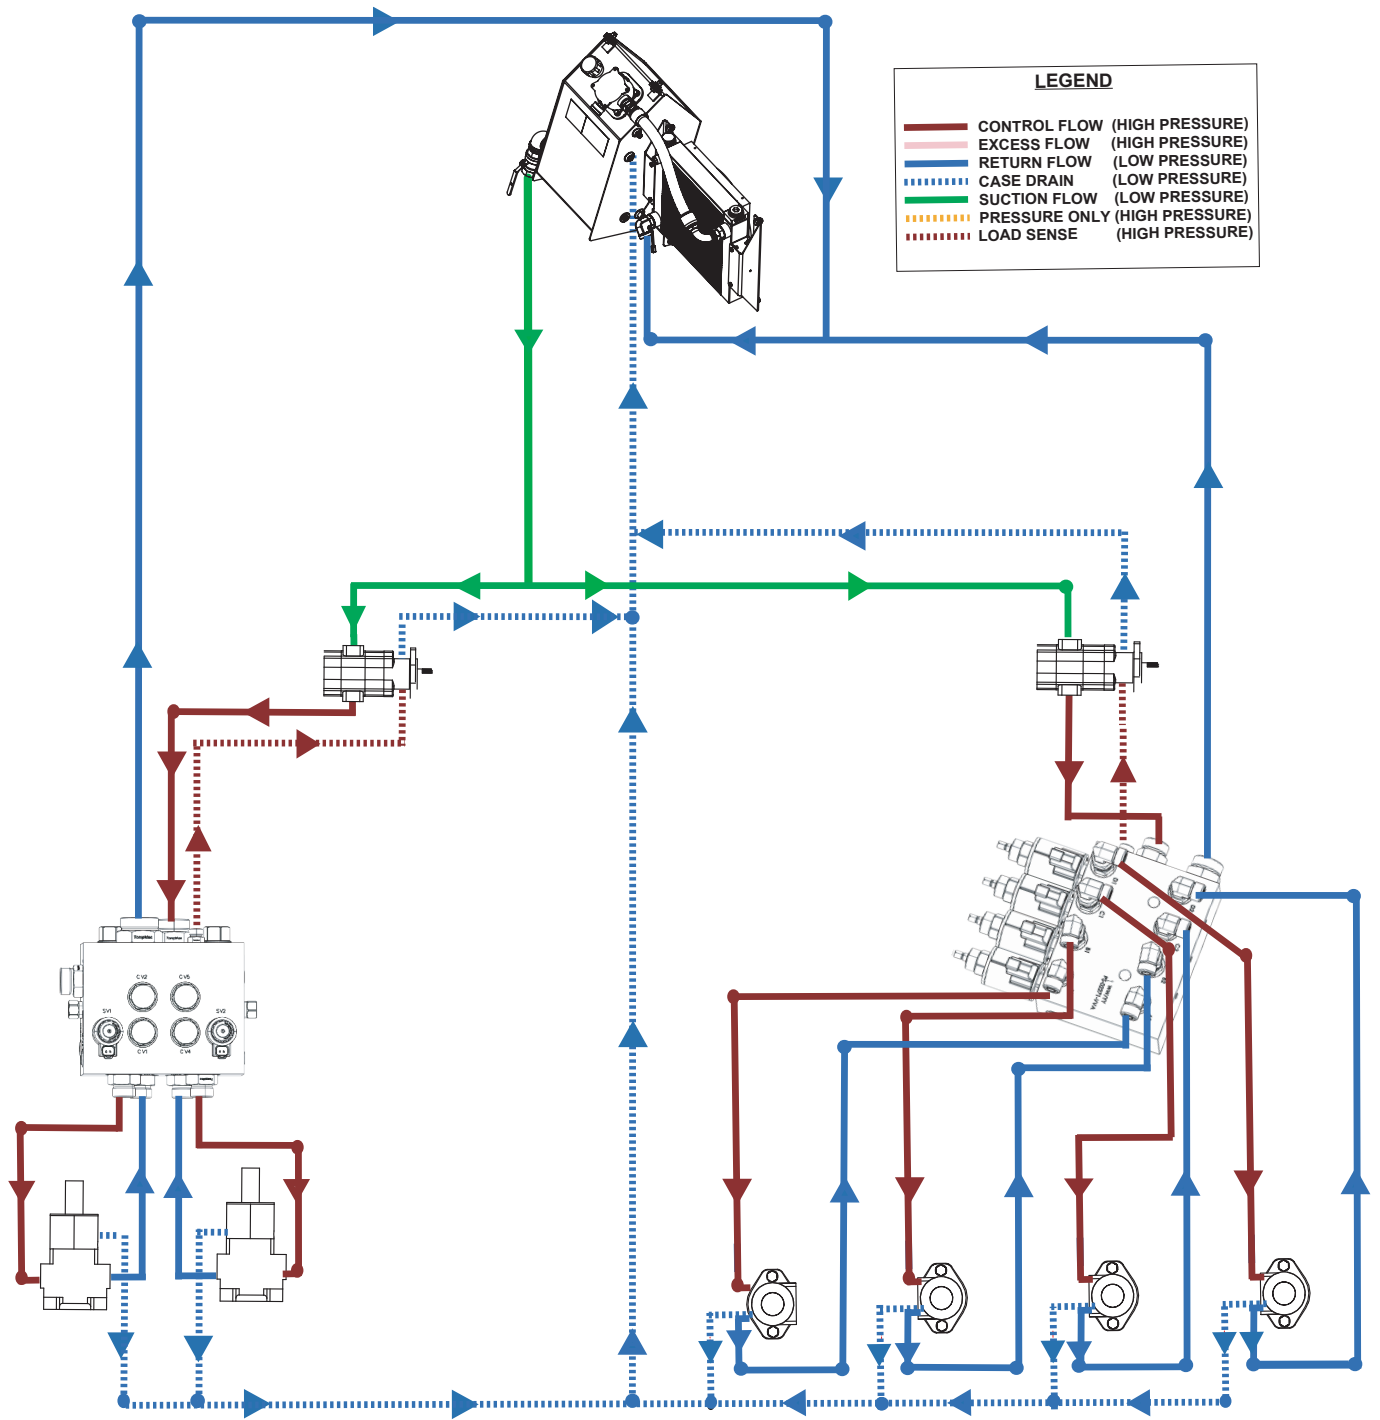 LEGEND
CONTROL FLOW (HIGH PRESSURE)
EXCESS FLOW (HIGH PRESSURE)
RETURN FLOW (LOW PRESSURE)
CASE DRAIN (LOW PRESSURE)
SUCTION FLOW (LOW PRESSURE)
PRESSURE ONLY (HIGH PRESSURE)
LOAD SENSE (HIGH PRESSURE)
CV2 CV5
SV1 SV2
CV1 CV4